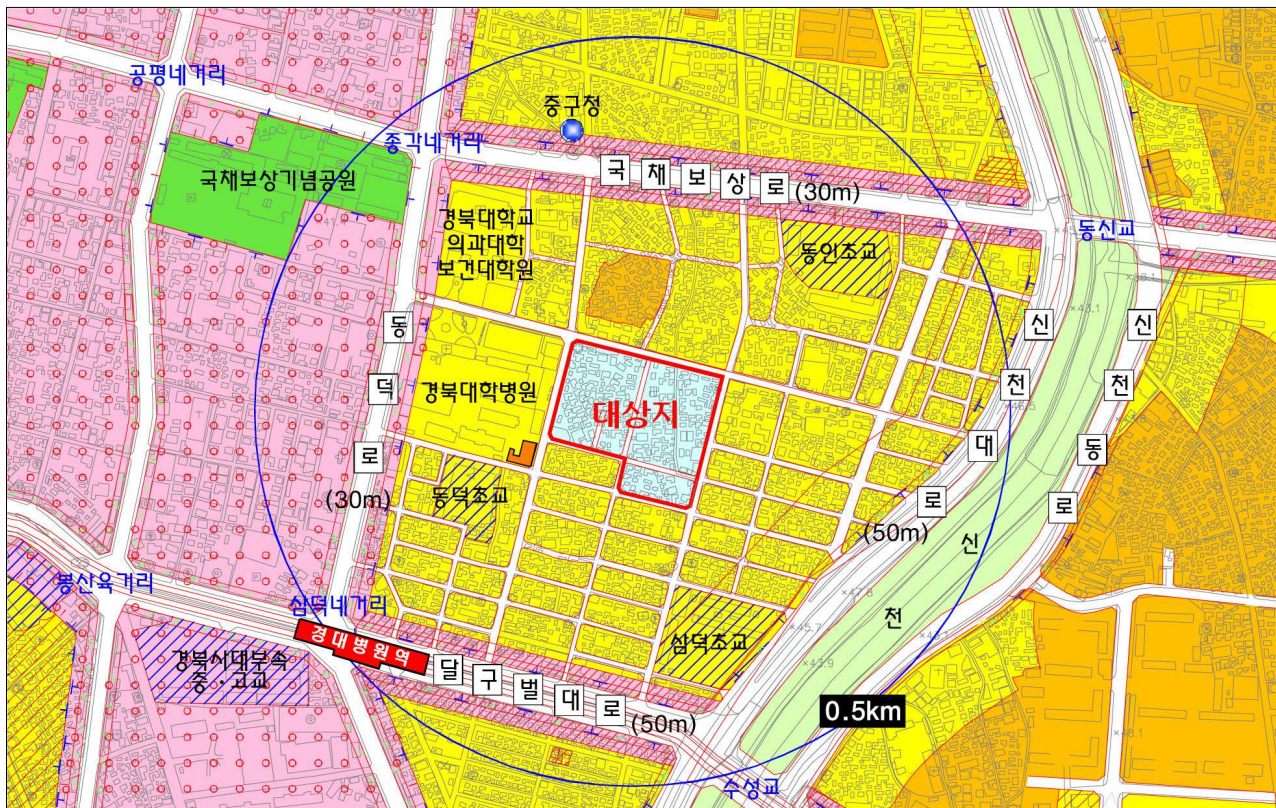 공평네거리
중구청
종각네거리
국채보상로(30m)
국채보상기념공원
경북대학교
의과대학
보건대학원
동인초교
동신교
동덕로
(30m)
경북대학병원
대상지
신천대로
(50m)
신천동로
동덕초교
신천
봉산육거리
삼덕네거리
경대병원역
삼덕초교
경북사대부속
중·고교
달구벌대로(50m)
0.5km
수성교